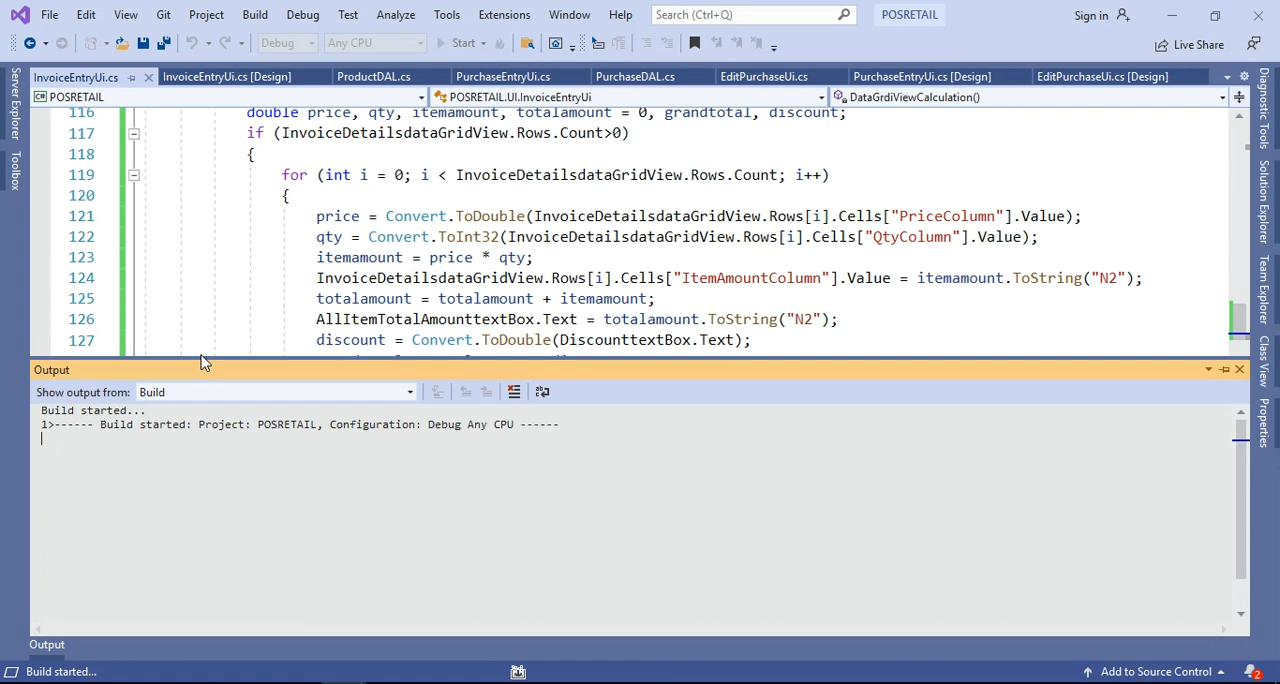 File Edit View Git Project Build Debug Test Analyze Tools Extensions Window Help Search (Ctrl+Q) POSRETAIL Sign in
Debug Any CPU Start Live Share
InvoiceEntryUi.cs InvoiceEntryUi.cs [Design] ProductDAL.cs PurchaseEntryUi.cs PurchaseDAL.cs EditPurchaseUi.cs PurchaseEntryUi.cs [Design] EditPurchaseUi.cs [Design]
POSRETAIL POSRETAIL.UI.InvoiceEntryUi DataGrdiViewCalculation()
116 double price, qty, itemamount, totalamount = 0, grandtotal, discount;
117 if (InvoiceDetailsdataGridView.Rows.Count>0)
118 {
119 for (int i = 0; i < InvoiceDetailsdataGridView.Rows.Count; i++)
120 {
121 price = Convert.ToDouble(InvoiceDetailsdataGridView.Rows[i].Cells["PriceColumn"].Value);
122 qty = Convert.ToInt32(InvoiceDetailsdataGridView.Rows[i].Cells["QtyColumn"].Value);
123 itemamount = price * qty;
124 InvoiceDetailsdataGridView.Rows[i].Cells["ItemAmountColumn"].Value = itemamount.ToString("N2");
125 totalamount = totalamount + itemamount;
126 AllItemTotalAmounttextBox.Text = totalamount.ToString("N2");
127 discount = Convert.ToDouble(DiscounttextBox.Text);
Output
Show output from: Build
Build started...
1>------ Build started: Project: POSRETAIL, Configuration: Debug Any CPU ------
Output
Build started... Add to Source Control 2
Server Explorer
Toolbox
Diagnostic Tools
Solution Explorer
Team Explorer
Class View
Properties